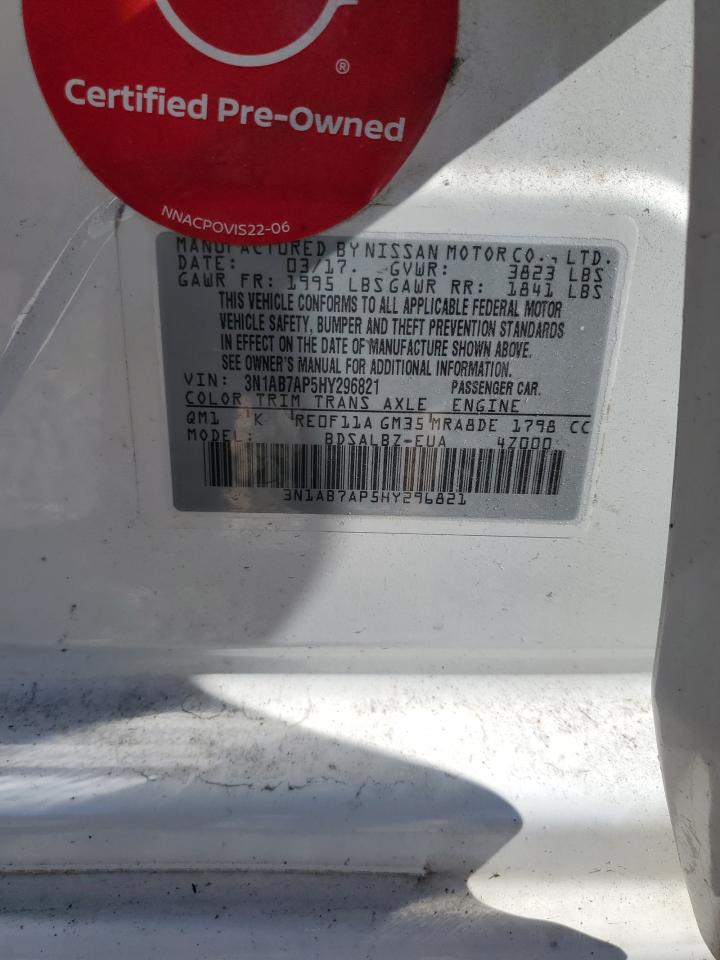 ®
Certified Pre-Owned
NNACPOVIS22-06
MANUFACTURED BY NISSAN MOTOR CO., LTD.
DATE: 03/17. GVWR: 3823 LBS
GAWR FR: 1995 LBS GAWR RR: 1841 LBS
THIS VEHICLE CONFORMS TO ALL APPLICABLE FEDERAL MOTOR
VEHICLE SAFETY, BUMPER AND THEFT PREVENTION STANDARDS
IN EFFECT ON THE DATE OF MANUFACTURE SHOWN ABOVE.
SEE OWNER'S MANUAL FOR ADDITIONAL INFORMATION.
VIN: 3N1AB7AP5HY296821 PASSENGER CAR.
COLOR TRIM TRANS AXLE ENGINE
QM1 K RE0F11A GM35 MRA8DE 1798 CC
MODEL: BDSALBZ-EUA 47000
3N1AB7AP5HY296821